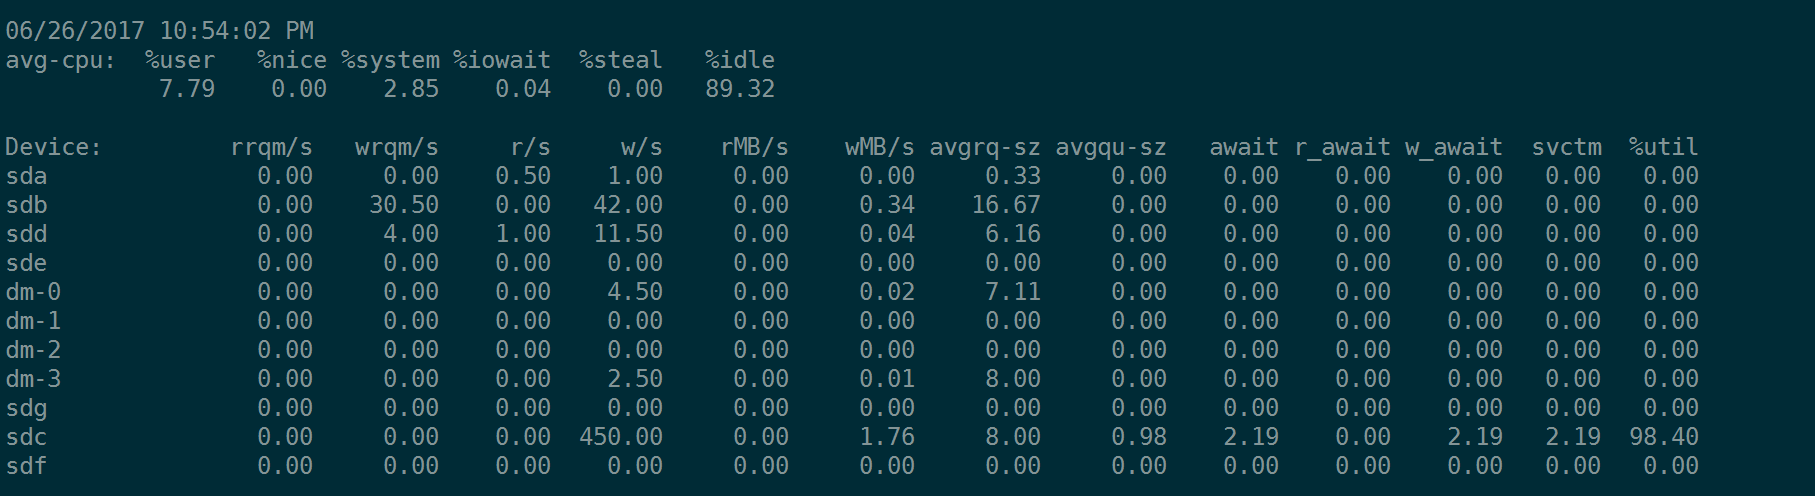 06/26/2017 10:54:02 PM
avg-cpu:  %user   %nice %system %iowait  %steal   %idle
           7.79    0.00    2.85    0.04    0.00   89.32

Device:         rrqm/s   wrqm/s     r/s     w/s    rMB/s    wMB/s avgrq-sz avgqu-sz   await r_await w_await  svctm  %util
sda               0.00     0.00    0.50    1.00     0.00     0.00     0.33     0.00    0.00    0.00    0.00   0.00   0.00
sdb               0.00    30.50    0.00   42.00     0.00     0.34    16.67     0.00    0.00    0.00    0.00   0.00   0.00
sdd               0.00     4.00    1.00   11.50     0.00     0.04     6.16     0.00    0.00    0.00    0.00   0.00   0.00
sde               0.00     0.00    0.00    0.00     0.00     0.00     0.00     0.00    0.00    0.00    0.00   0.00   0.00
dm-0              0.00     0.00    0.00    4.50     0.00     0.02     7.11     0.00    0.00    0.00    0.00   0.00   0.00
dm-1              0.00     0.00    0.00    0.00     0.00     0.00     0.00     0.00    0.00    0.00    0.00   0.00   0.00
dm-2              0.00     0.00    0.00    0.00     0.00     0.00     0.00     0.00    0.00    0.00    0.00   0.00   0.00
dm-3              0.00     0.00    0.00    2.50     0.00     0.01     8.00     0.00    0.00    0.00    0.00   0.00   0.00
sdg               0.00     0.00    0.00    0.00     0.00     0.00     0.00     0.00    0.00    0.00    0.00   0.00   0.00
sdc               0.00     0.00    0.00  450.00     0.00     1.76     8.00     0.98    2.19    0.00    2.19   2.19  98.40
sdf               0.00     0.00    0.00    0.00     0.00     0.00     0.00     0.00    0.00    0.00    0.00   0.00   0.00